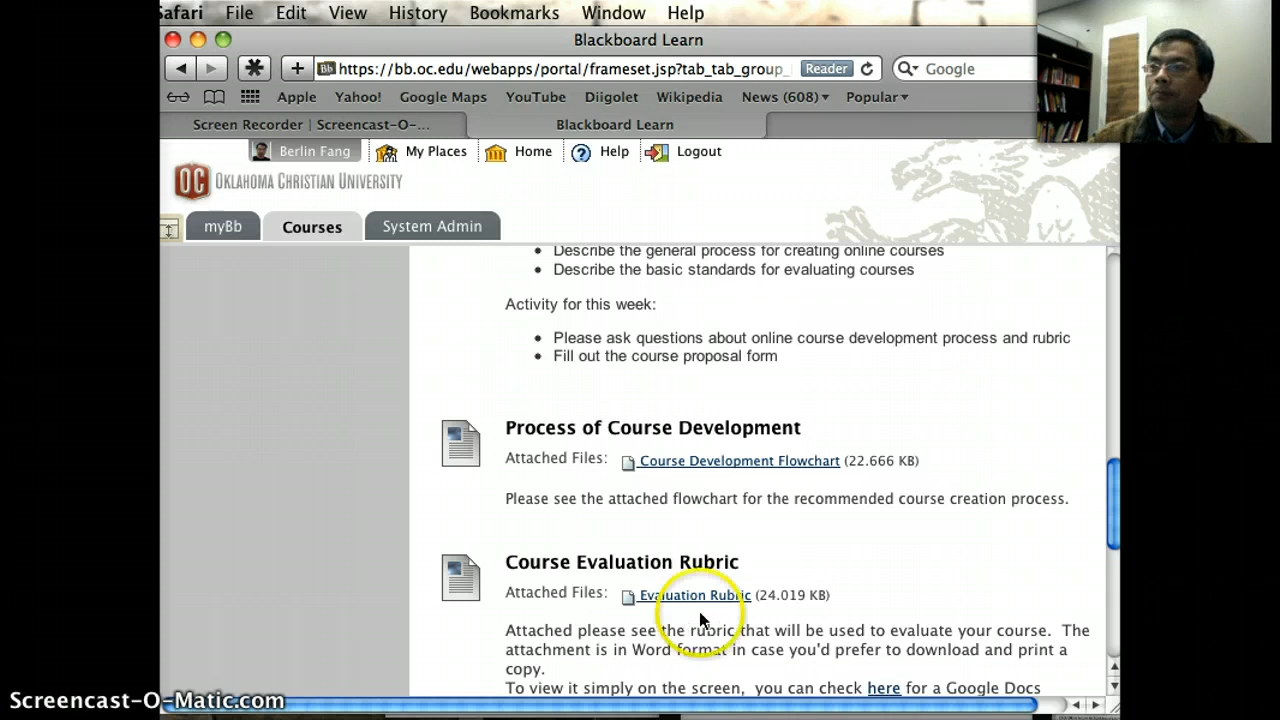 Safari File Edit View History Bookmarks Window Help
Blackboard Learn
Bb https://bb.oc.edu/webapps/portal/frameset.jsp?tab_tab_group_ Reader Google
Apple Yahoo! Google Maps YouTube Diigolet Wikipedia News (608) Popular
Screen Recorder | Screencast-O-... Blackboard Learn
Berlin Fang My Places Home Help Logout
OC OKLAHOMA CHRISTIAN UNIVERSITY
myBb Courses System Admin
• Describe the general process for creating online courses
• Describe the basic standards for evaluating courses
Activity for this week:
• Please ask questions about online course development process and rubric
• Fill out the course proposal form
Process of Course Development
Attached Files: Course Development Flowchart (22.666 KB)
Please see the attached flowchart for the recommended course creation process.
Course Evaluation Rubric
Attached Files: Evaluation Rubric (24.019 KB)
Attached please see the rubric that will be used to evaluate your course. The
attachment is in Word format in case you'd prefer to download and print a
copy.
To view it simply on the screen, you can check here for a Google Docs
Screencast-O-Matic.com